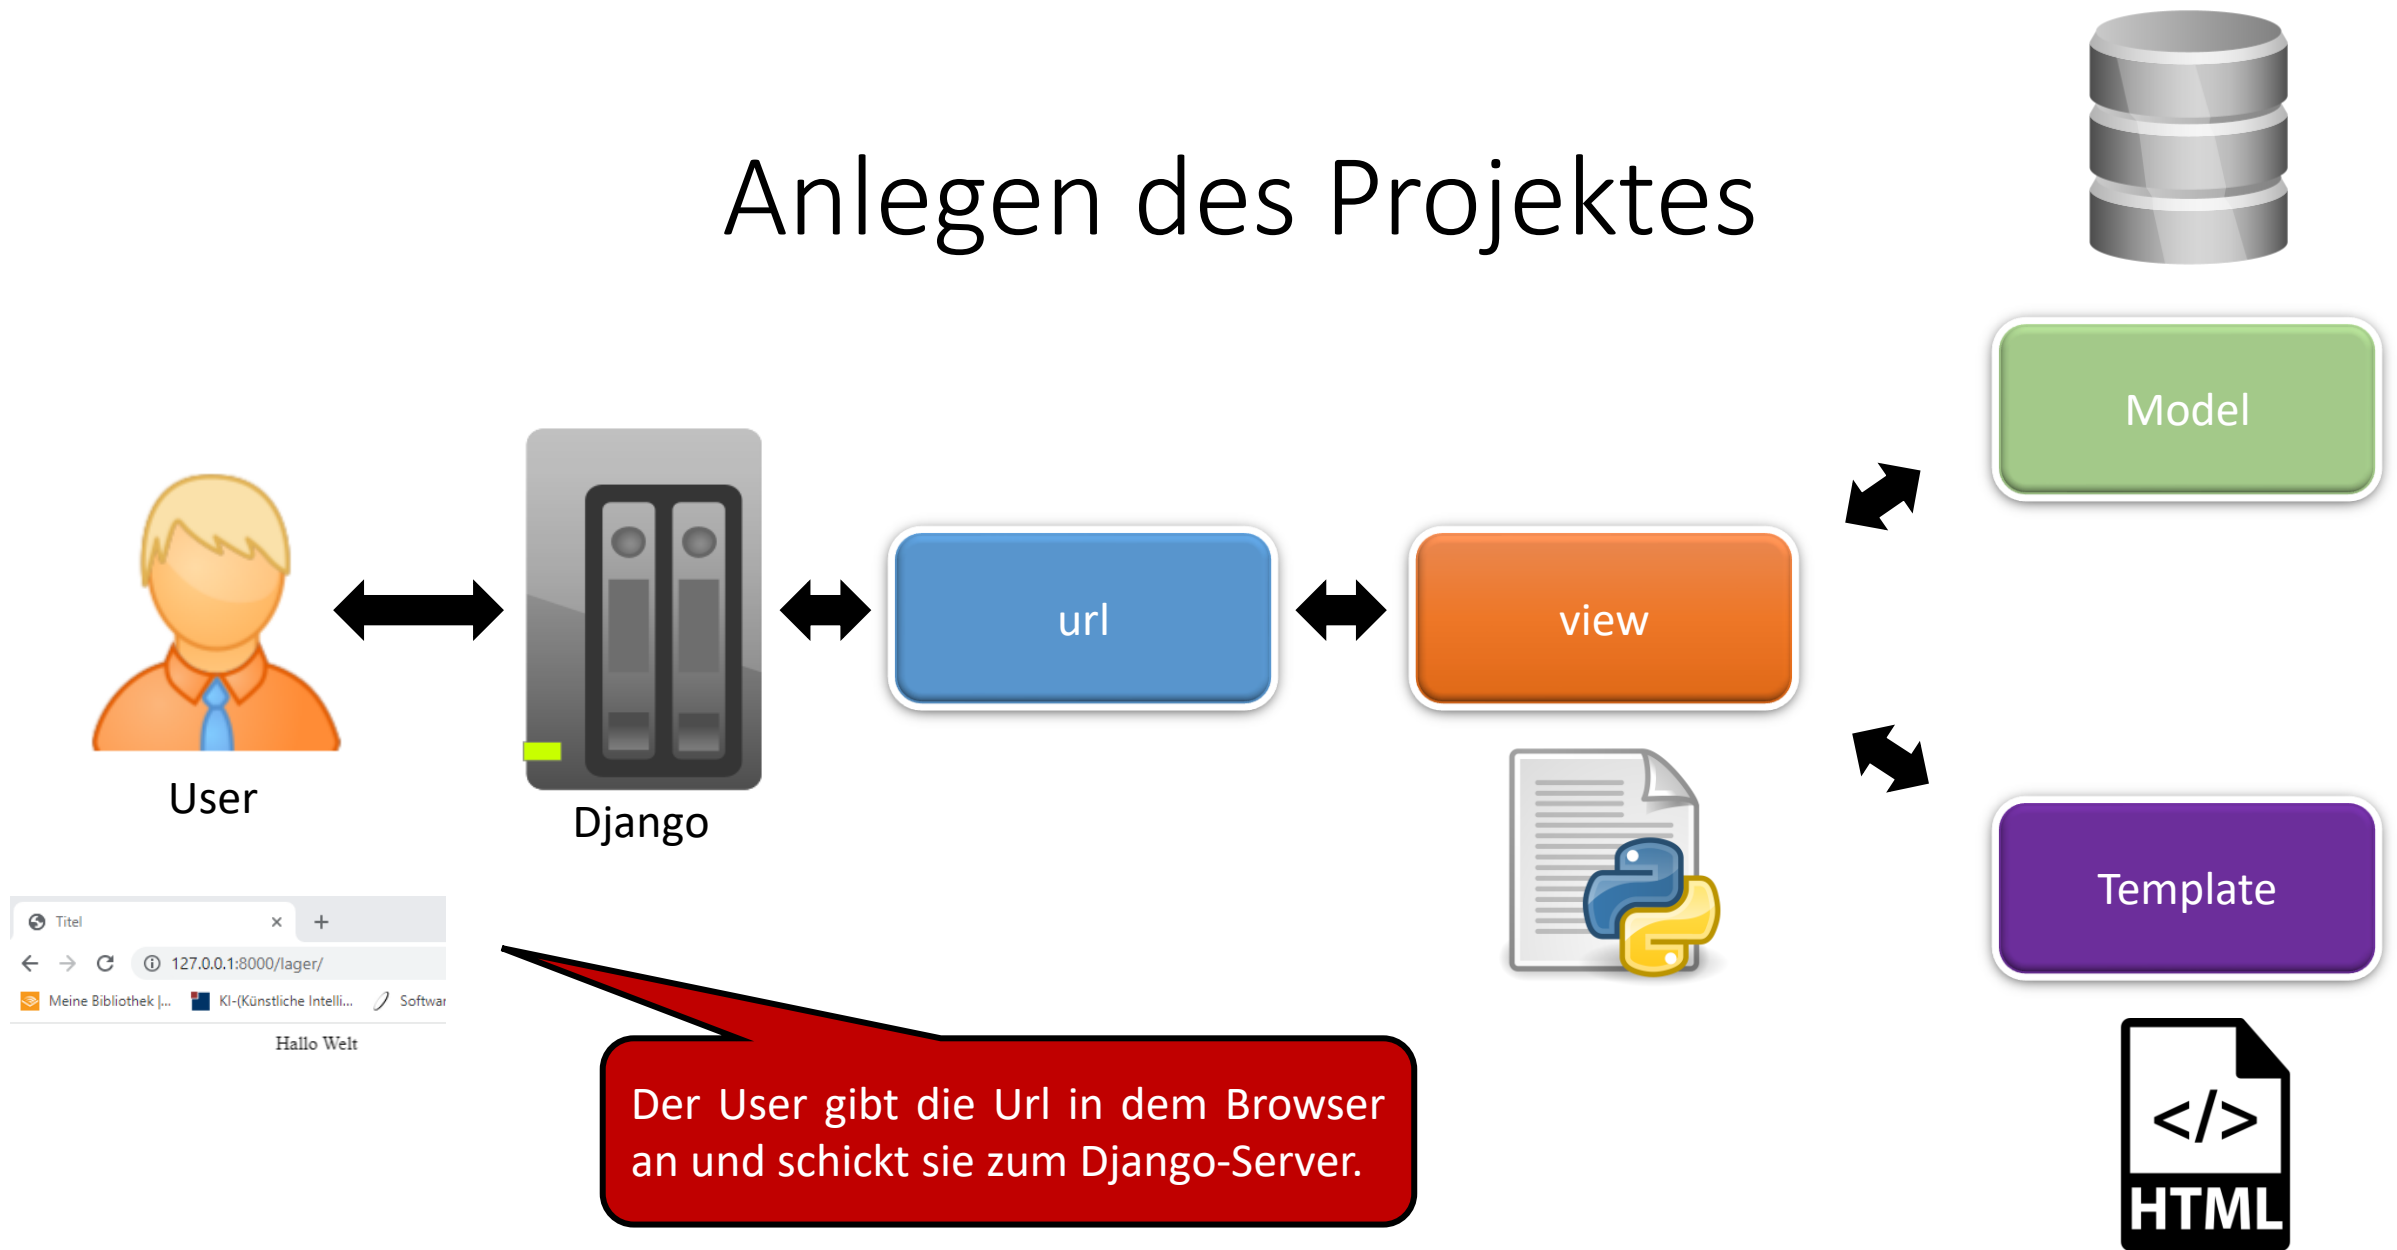 Anlegen des Projektes
Model
url
view
User
Django
Template
Titel
127.0.0.1:8000/lager/
Meine Bibliothek |... KI-(Künstliche Intelli... Softwar
Hallo Welt
Der User gibt die Url in dem Browser
an und schickt sie zum Django-Server.
</>
HTML